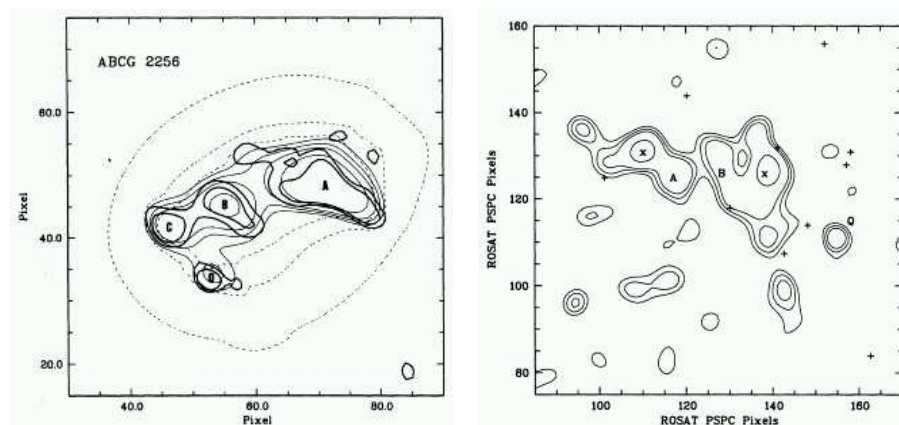 ABCG 2256
60.0
40.0
20.0
Pixel
A
B
C
D
40.0
60.0
80.0
Pixel
160
140
120
100
80
ROSAT PSPC Pixels
x
A
B
x
100
120
140
160
ROSAT PSPC Pixels